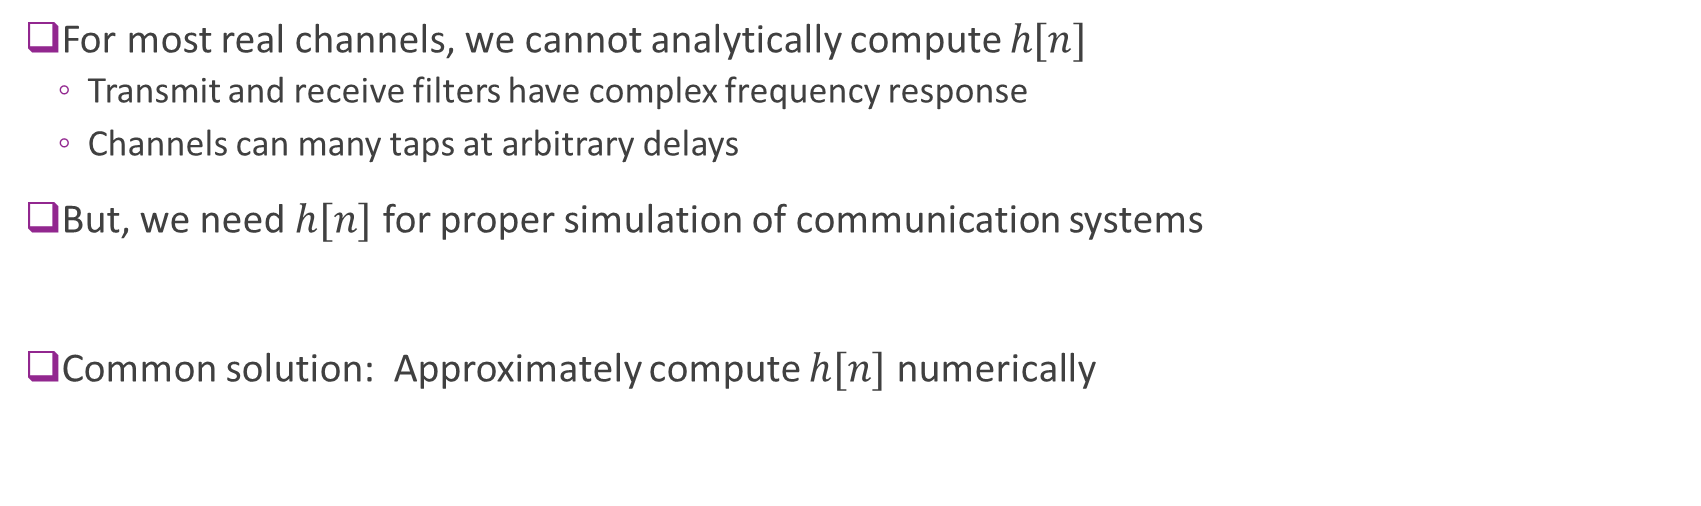 ❑For most real channels, we cannot analytically compute h[n]
◦ Transmit and receive filters have complex frequency response
◦ Channels can many taps at arbitrary delays
❑But, we need h[n] for proper simulation of communication systems
❑Common solution: Approximately compute h[n] numerically